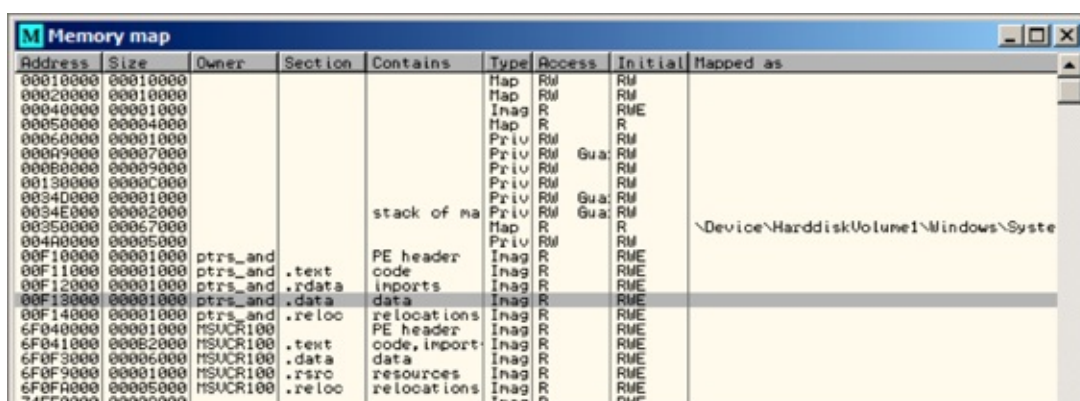 M Memory map
Address Size Owner Section Contains Type Access Initial Mapped as
00010000 00010000 Map RW RW
00020000 00010000 Map RW RW
00040000 00001000 Imag R RWE
00050000 00004000 Map R R
00060000 00001000 Priv RW RW
000A9000 00007000 Priv RW Gua: RW
000B0000 00009000 Priv RW RW
00130000 0000C000 Priv RW RW
0034D000 00001000 Priv RW Gua: RW
0034E000 00002000 stack of ma Priv RW Gua: RW
00350000 00067000 Map R R \Device\HarddiskVolume1\Windows\Syste
004A0000 00005000 Priv RW RW
00F10000 00001000 ptrs_and PE header Imag R RWE
00F11000 00001000 ptrs_and .text code Imag R RWE
00F12000 00001000 ptrs_and .rdata imports Imag R RWE
00F13000 00001000 ptrs_and .data data Imag R RWE
00F14000 00001000 ptrs_and .reloc relocations Imag R RWE
6F040000 00001000 MSVCR100 PE header Imag R RWE
6F041000 000B2000 MSVCR100 .text code,import Imag R RWE
6F0F3000 00006000 MSVCR100 .data data Imag R RWE
6F0F9000 00001000 MSVCR100 .rsrc resources Imag R RWE
6F0FA000 00005000 MSVCR100 .reloc relocations Imag R RWE